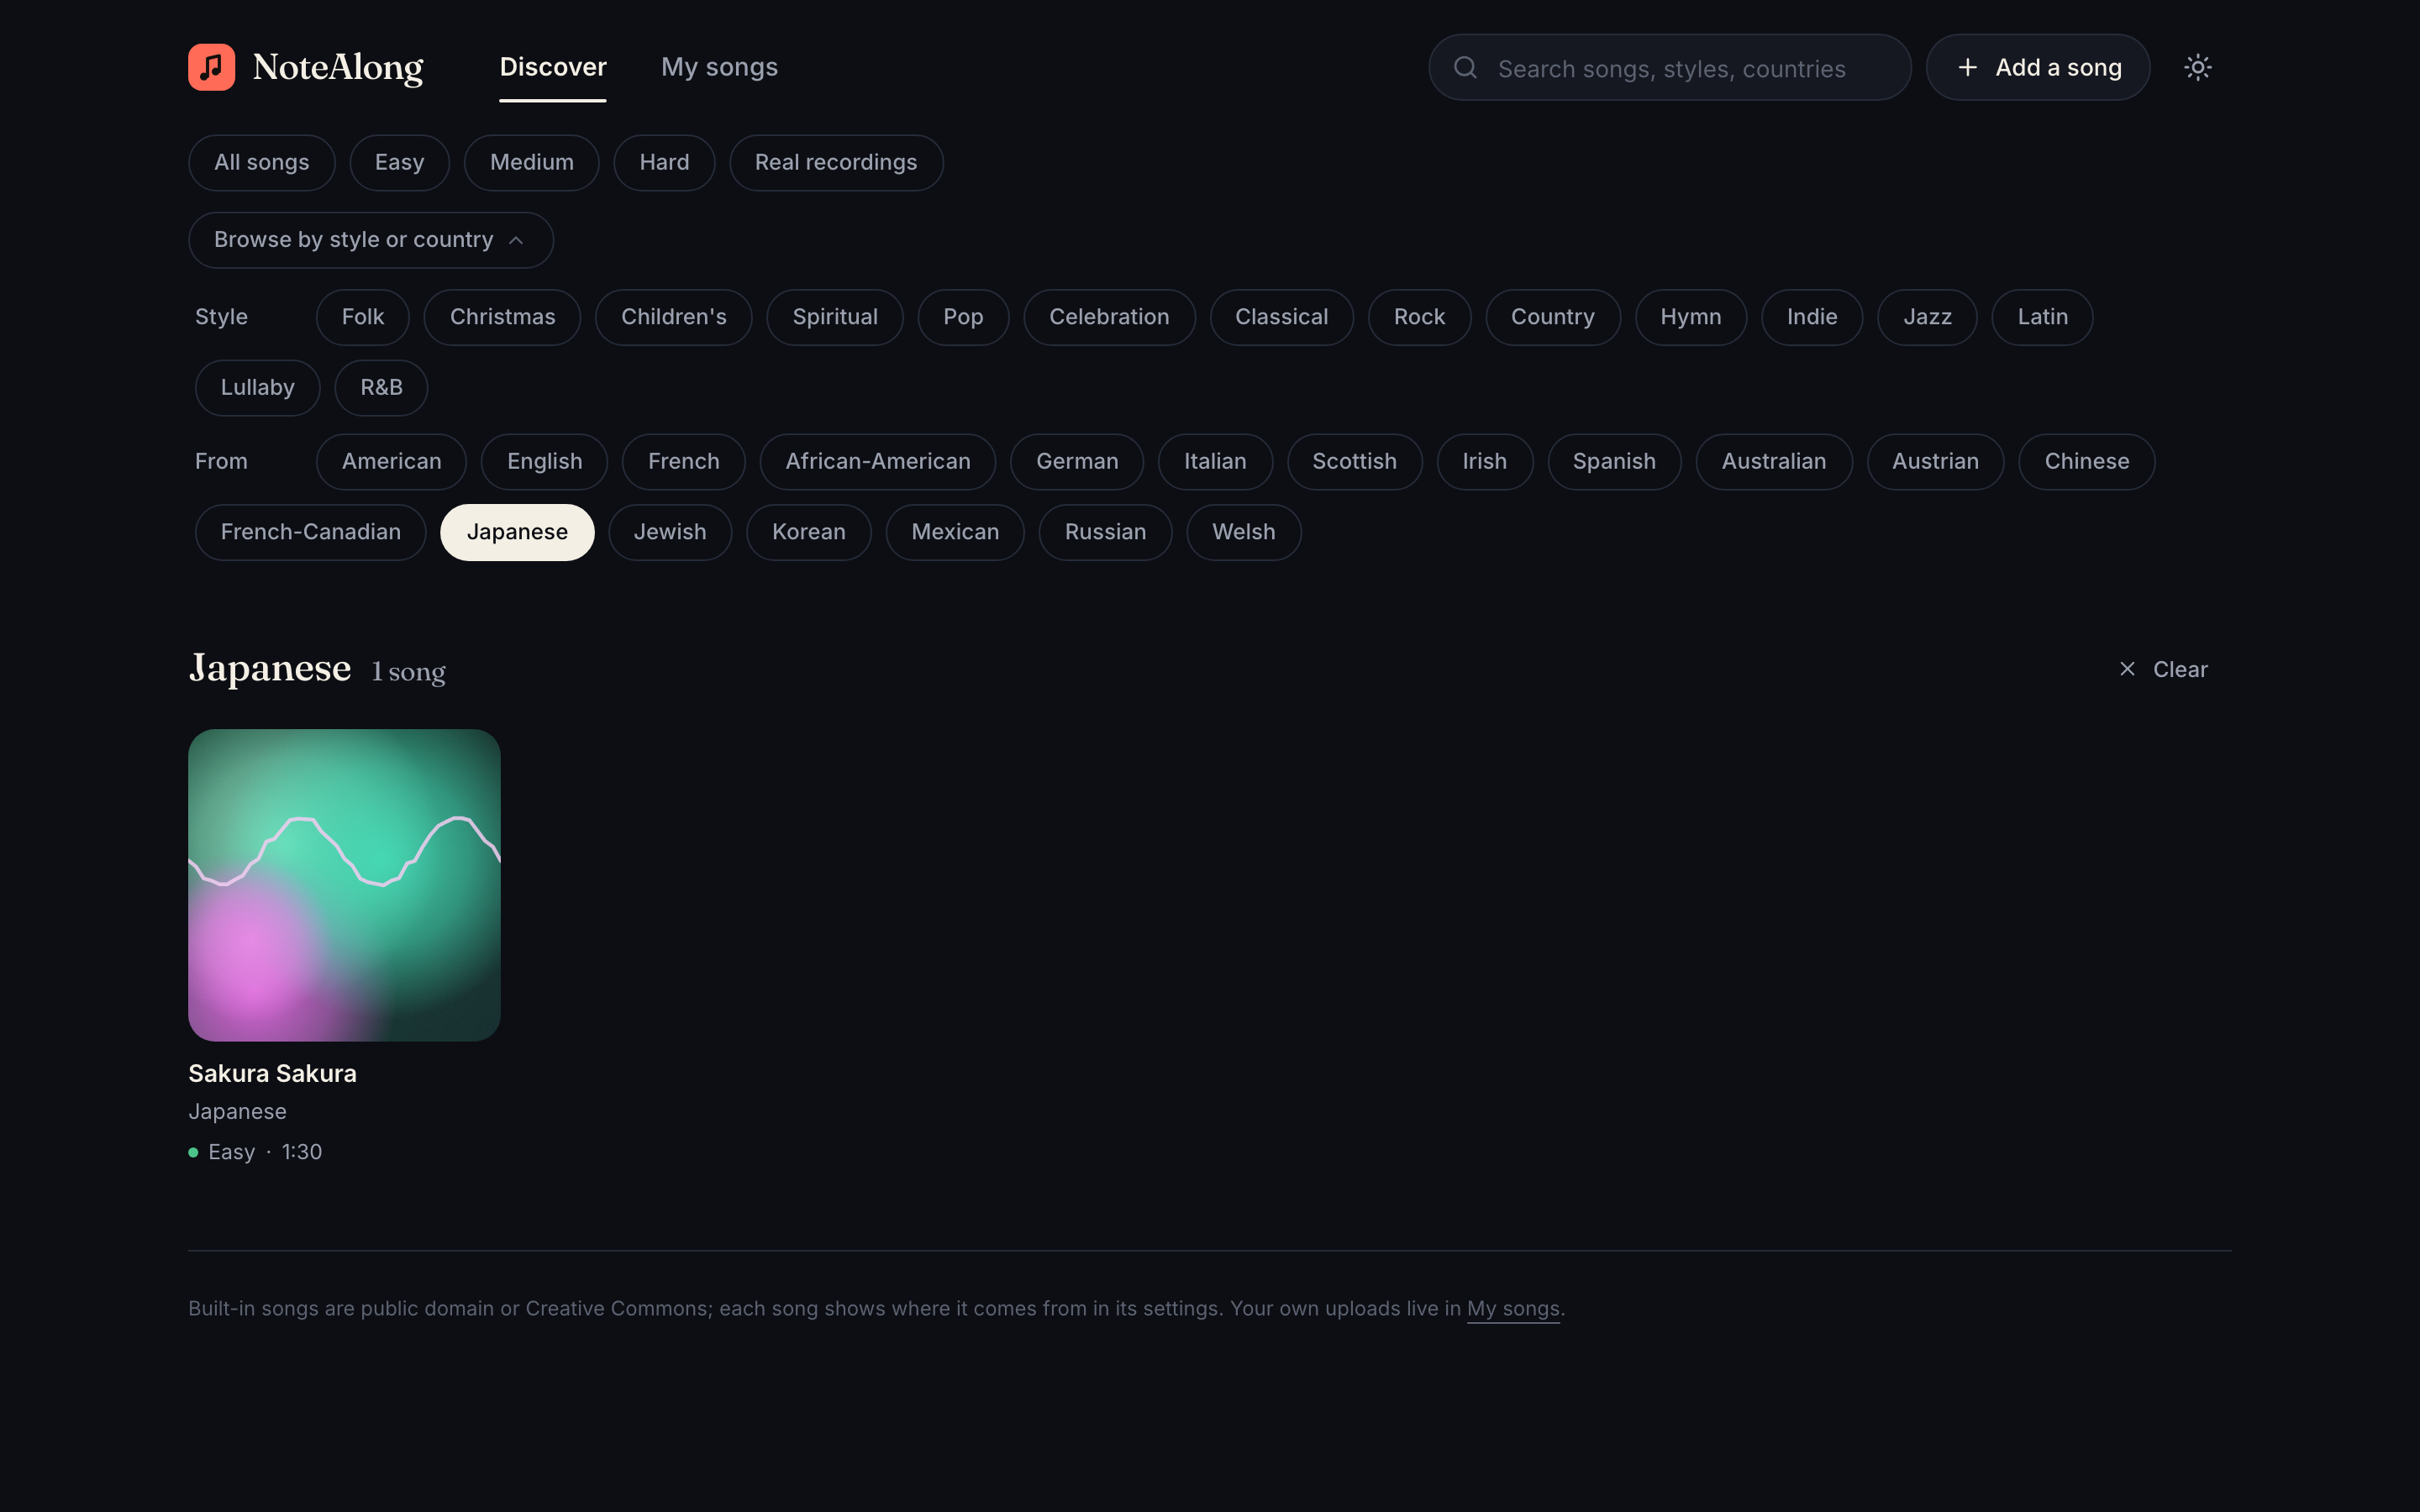 NoteAlong Discover My songs Search songs, styles, countries + Add a song
All songs Easy Medium Hard Real recordings
Browse by style or country
Style Folk Christmas Children's Spiritual Pop Celebration Classical Rock Country Hymn Indie Jazz Latin
Lullaby R&B
From American English French African-American German Italian Scottish Irish Spanish Australian Austrian Chinese
French-Canadian Japanese Jewish Korean Mexican Russian Welsh
Japanese 1 song Clear
Sakura Sakura
Japanese
Easy · 1:30
Built-in songs are public domain or Creative Commons; each song shows where it comes from in its settings. Your own uploads live in My songs.